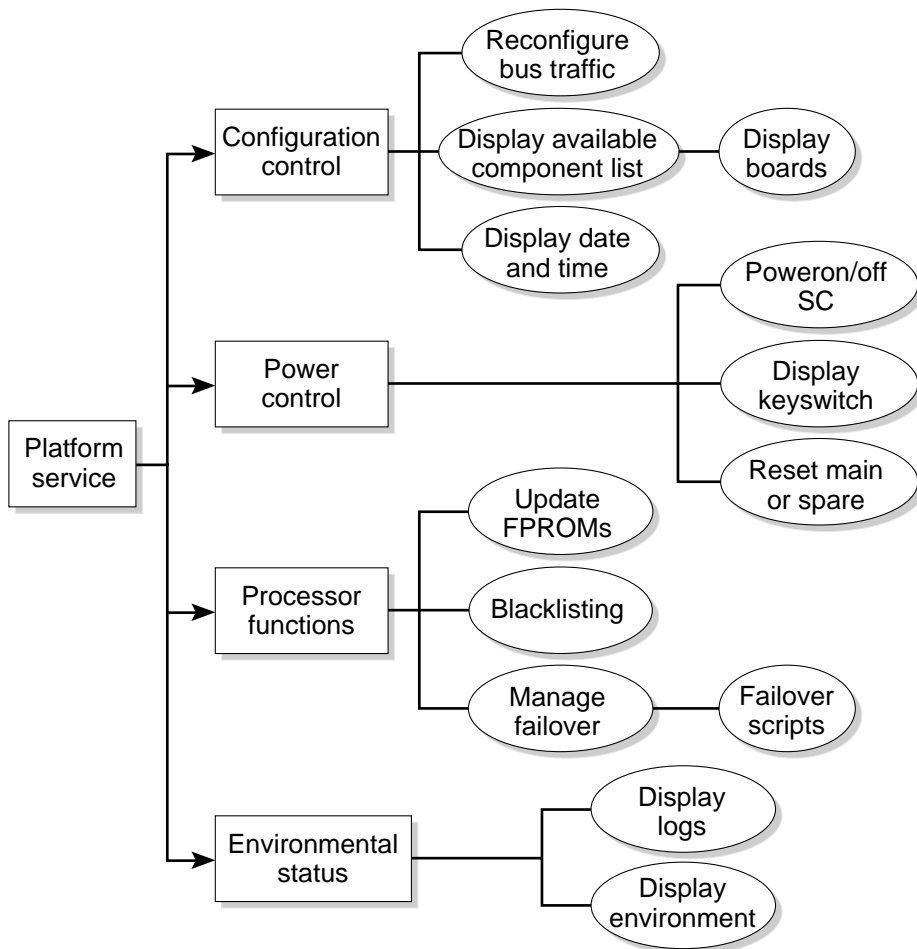 Reconfigure
bus traffic
Configuration
control
Display available
component list
Display
boards
Display date
and time
Poweron/off
SC
Power
control
Display
keyswitch
Reset main
or spare
Platform
service
Update
FPROMs
Processor
functions
Blacklisting
Manage
failover
Failover
scripts
Display
logs
Environmental
status
Display
environment